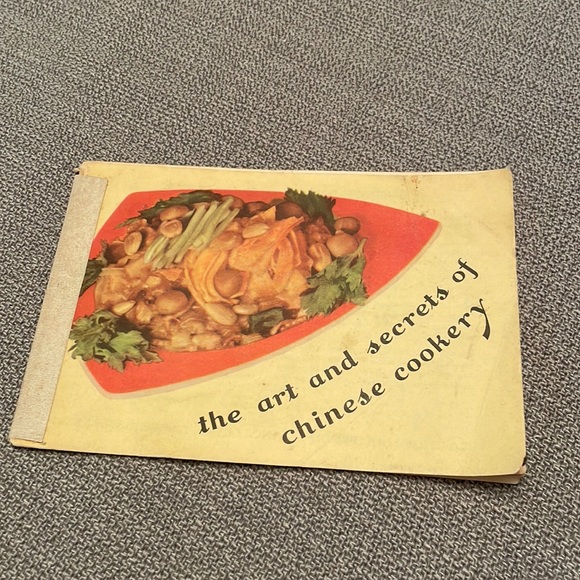 the art and secrets of
chinese cookery